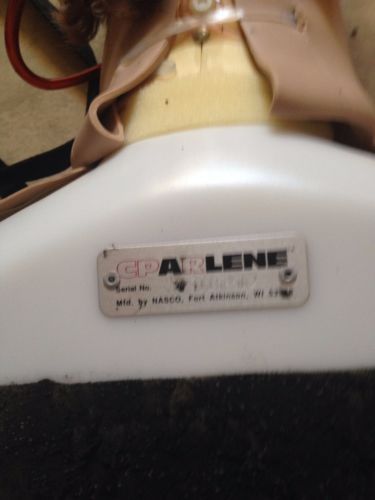 CPARLENE
Serial No.
Mfd. by NASCO, Fort Atkinson, WI